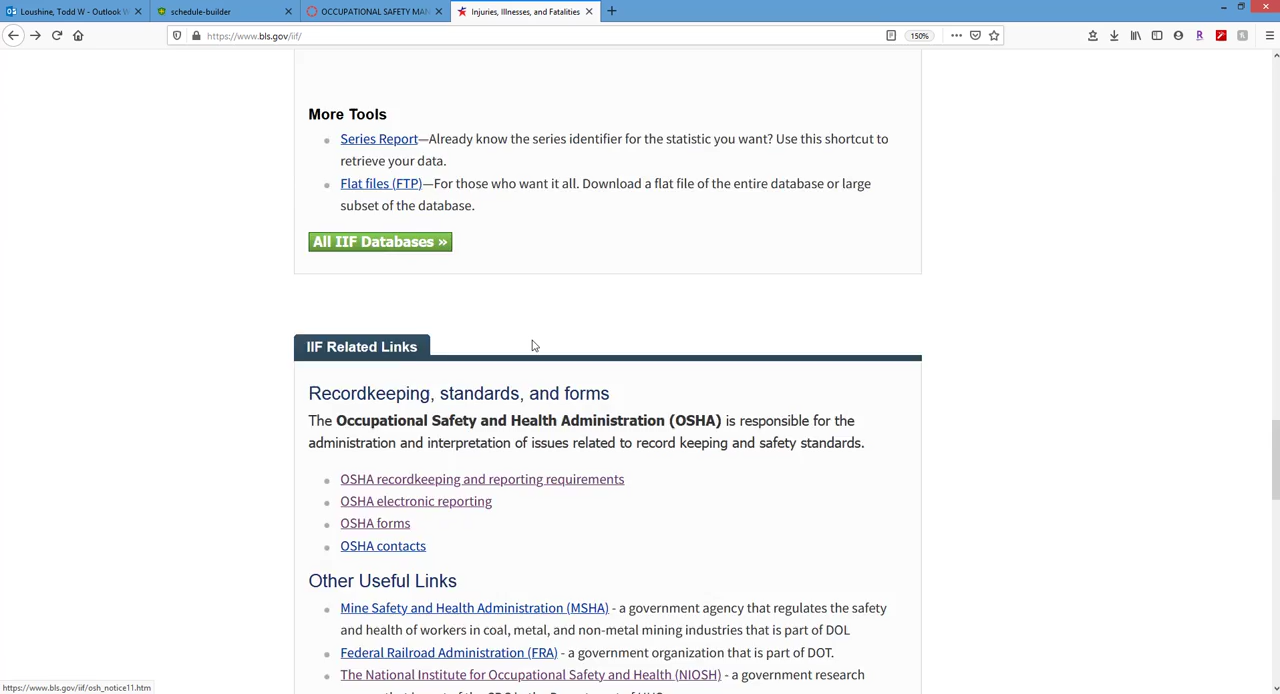 Loushine, Todd W - Outlook
schedule-builder
OCCUPATIONAL SAFETY MAN
Injuries, Illnesses, and Fatalities
https://www.bls.gov/iif/
150%
More Tools
Series Report—Already know the series identifier for the statistic you want? Use this shortcut to
retrieve your data.
Flat files (FTP)—For those who want it all. Download a flat file of the entire database or large
subset of the database.
All IIF Databases »
IIF Related Links
Recordkeeping, standards, and forms
The Occupational Safety and Health Administration (OSHA) is responsible for the
administration and interpretation of issues related to record keeping and safety standards.
OSHA recordkeeping and reporting requirements
OSHA electronic reporting
OSHA forms
OSHA contacts
Other Useful Links
Mine Safety and Health Administration (MSHA) - a government agency that regulates the safety
and health of workers in coal, metal, and non-metal mining industries that is part of DOL
Federal Railroad Administration (FRA) - a government organization that is part of DOT.
The National Institute for Occupational Safety and Health (NIOSH) - a government research
https://www.bls.gov/iif/osh_notice11.htm